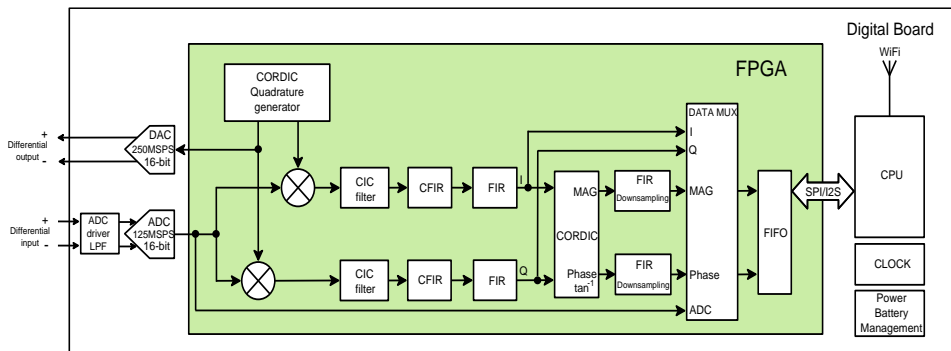 Digital Board
WiFi
FPGA
CORDIC
Quadrature
generator
DATA MUX
+
Differential
output
-
DAC
250MSPS
16-bit
I
Q
CPU
CIC
filter
CFIR
FIR
I
MAG
FIR
Downsampling
MAG
SPI/I2S
+
Differential
input
-
ADC
driver
LPF
ADC
125MSPS
16-bit
CORDIC
FIFO
CLOCK
CIC
filter
CFIR
FIR
Q
Phase
tan⁻¹
FIR
Downsampling
Phase
ADC
Power
Battery
Management